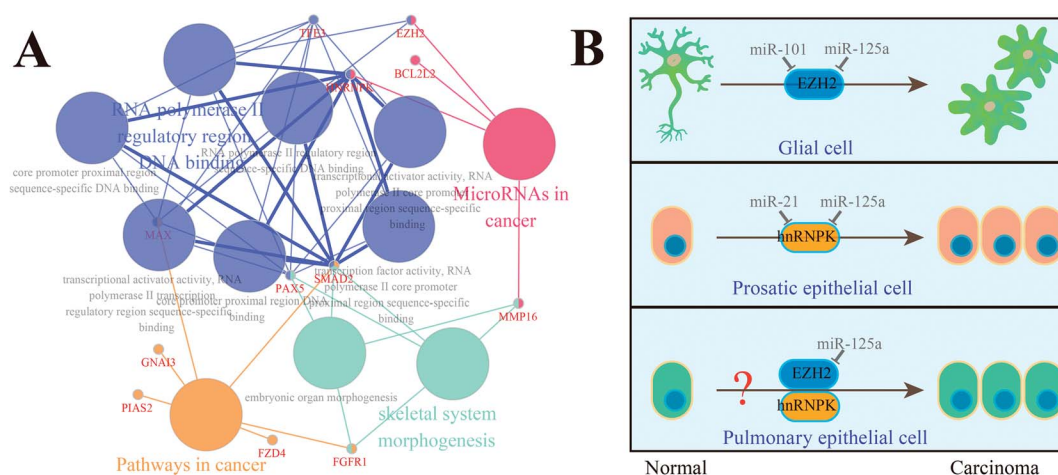 A
TFE3
EZH2
BCL2L2
HNRNPK
RNA polymerase II
regulatory region
DNA binding
RNA polymerase II regulatory region
sequence-specific DNA binding
core promoter proximal region
sequence-specific DNA binding
transcriptional activator activity, RNA
polymerase II core promoter
proximal region sequence-specific
binding
MicroRNAs in
cancer
MAX
PAX5
SMAD2
transcriptional activator activity, RNA
polymerase II transcription
regulatory region sequence-specific
binding
core promoter proximal region DNA
binding
transcription factor activity, RNA
polymerase II core promoter
proximal region sequence-specific
binding
MMP16
GNAI3
embryonic organ morphogenesis
skeletal system
morphogenesis
PIAS2
FZD4
FGFR1
Pathways in cancer
B
miR-101
miR-125a
EZH2
Glial cell
miR-21
miR-125a
hnRNPK
Prosatic epithelial cell
miR-125a
EZH2
?
hnRNPK
Pulmonary epithelial cell
Normal
Carcinoma